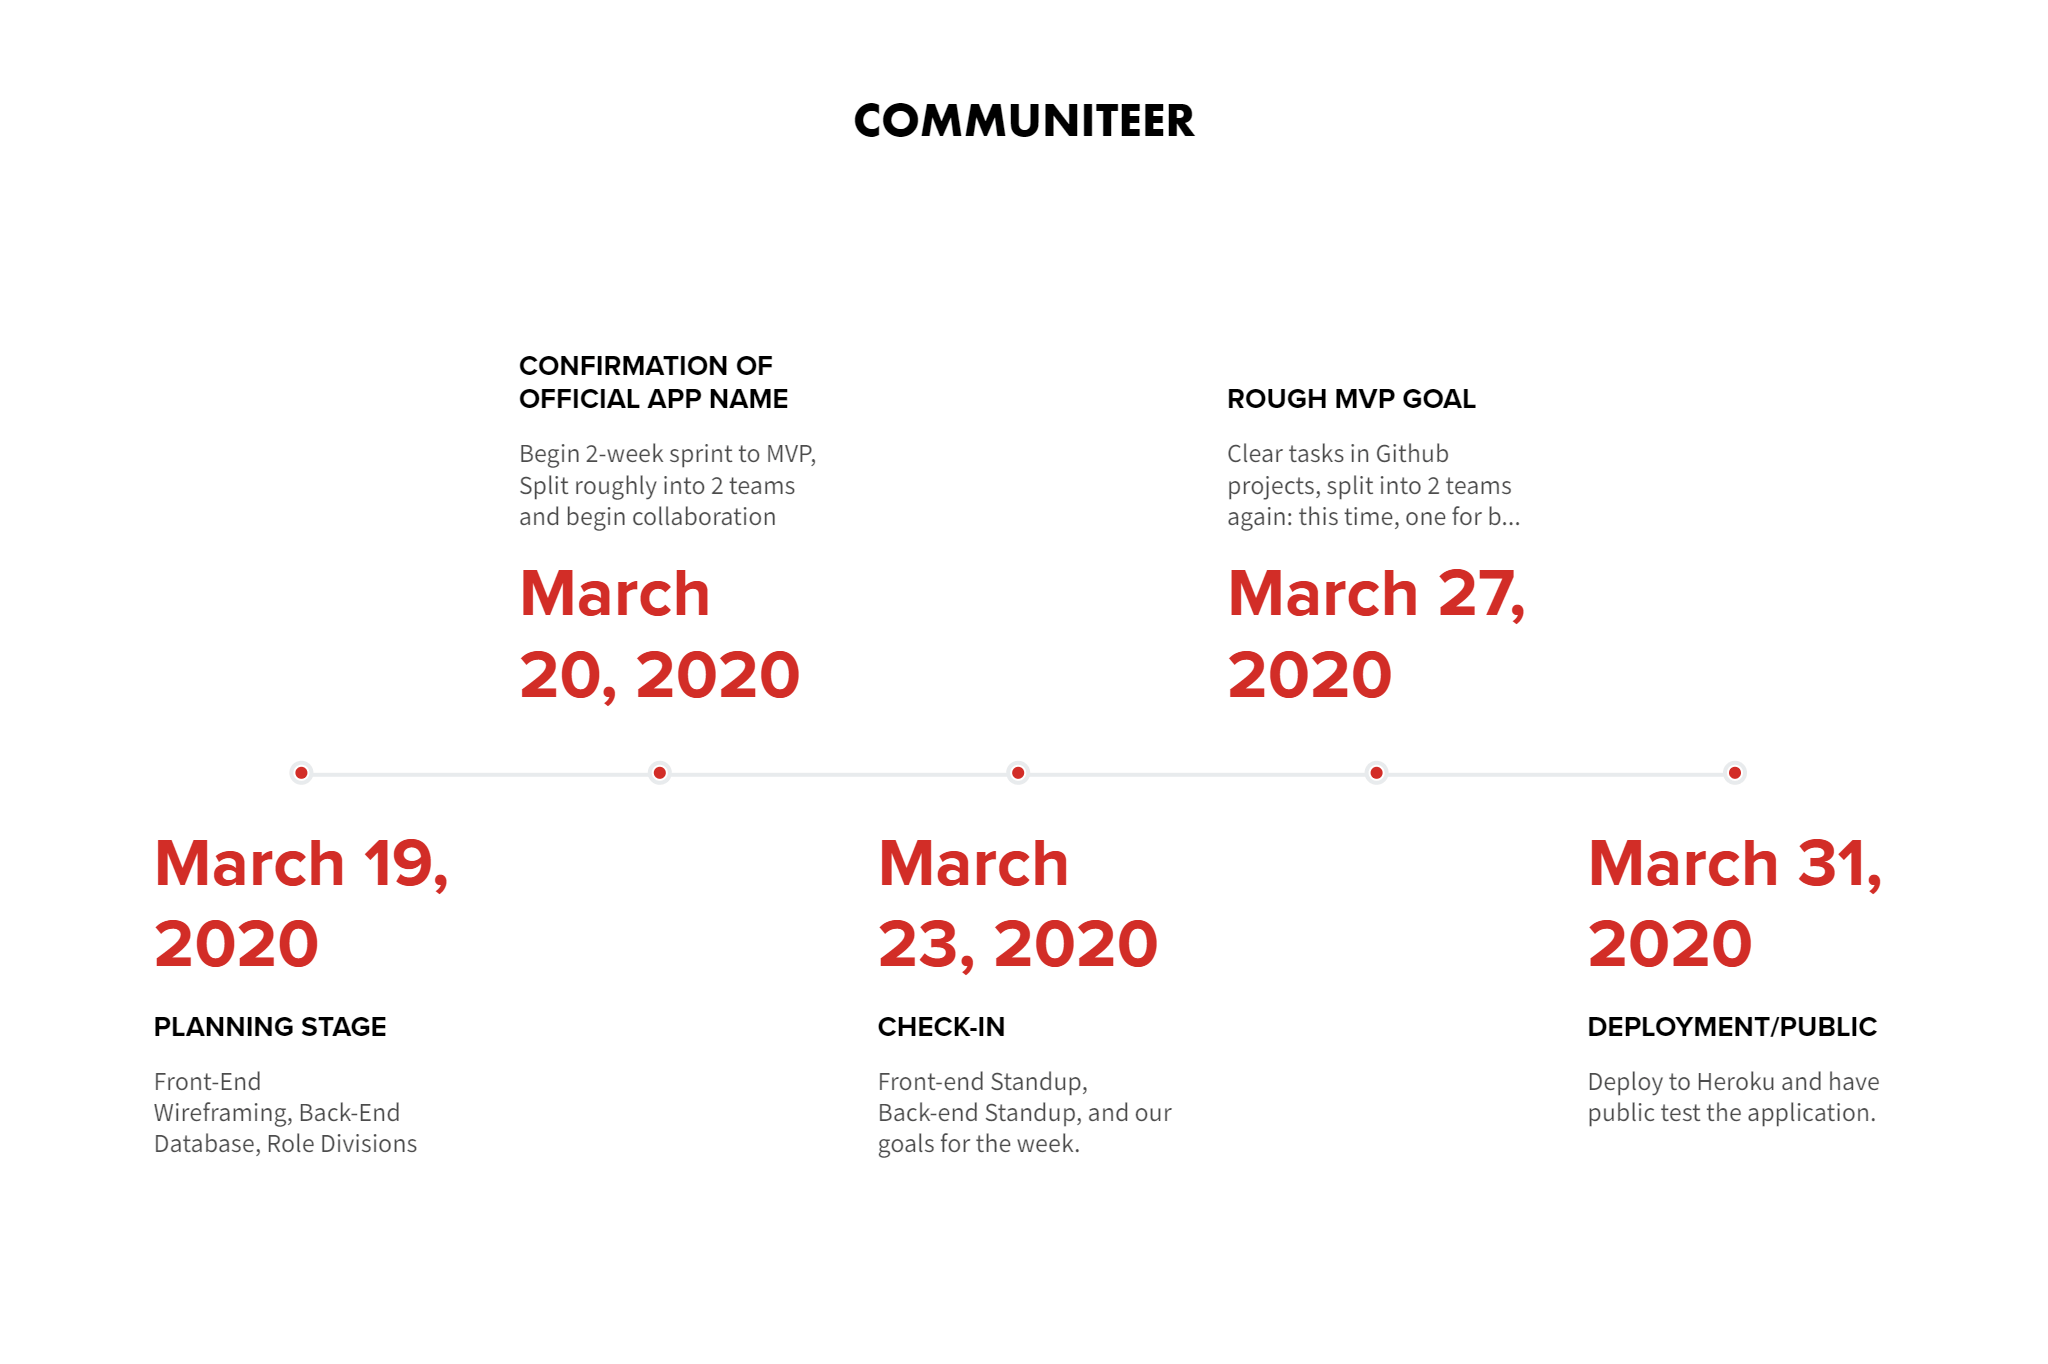 COMMUNITEER
CONFIRMATION OF
OFFICIAL APP NAME
Begin 2-week sprint to MVP,
Split roughly into 2 teams
and begin collaboration
March
20, 2020
ROUGH MVP GOAL
Clear tasks in Github
projects, split into 2 teams
again: this time, one for b...
March 27,
2020
March 19,
2020
PLANNING STAGE
Front-End
Wireframing, Back-End
Database, Role Divisions
March
23, 2020
CHECK-IN
Front-end Standup,
Back-end Standup, and our
goals for the week.
March 31,
2020
DEPLOYMENT/PUBLIC
Deploy to Heroku and have
public test the application.